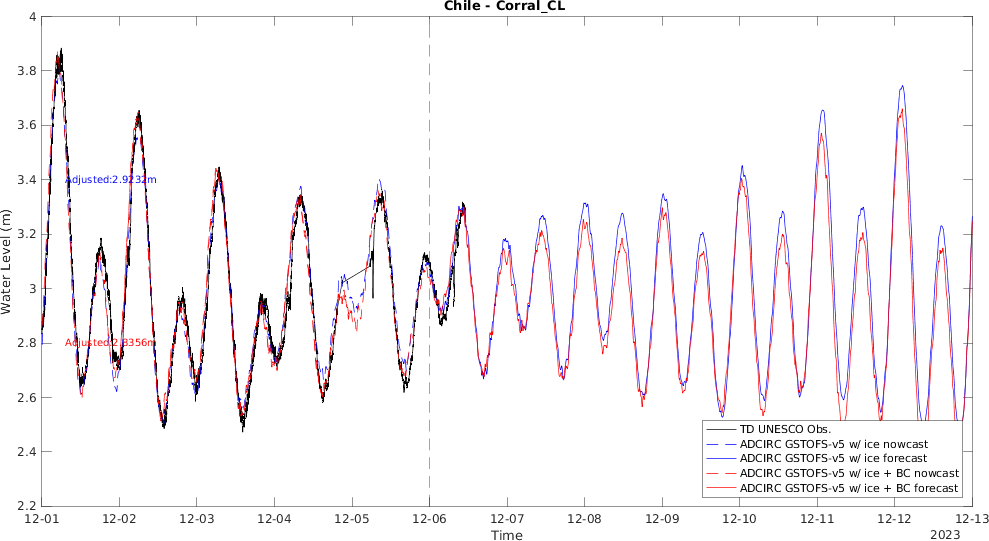 Chile - Corral_CL
Water Level (m)
4
3.8
3.6
3.4
3.2
3
2.8
2.6
2.4
2.2
Adjusted:2.9232m
Adjusted:2.8356m
TD UNESCO Obs.
ADCIRC GSTOFS-v5 w/ ice nowcast
ADCIRC GSTOFS-v5 w/ ice forecast
ADCIRC GSTOFS-v5 w/ ice + BC nowcast
ADCIRC GSTOFS-v5 w/ ice + BC forecast
12-01 12-02 12-03 12-04 12-05 12-06 12-07 12-08 12-09 12-10 12-11 12-12 12-13
Time
2023